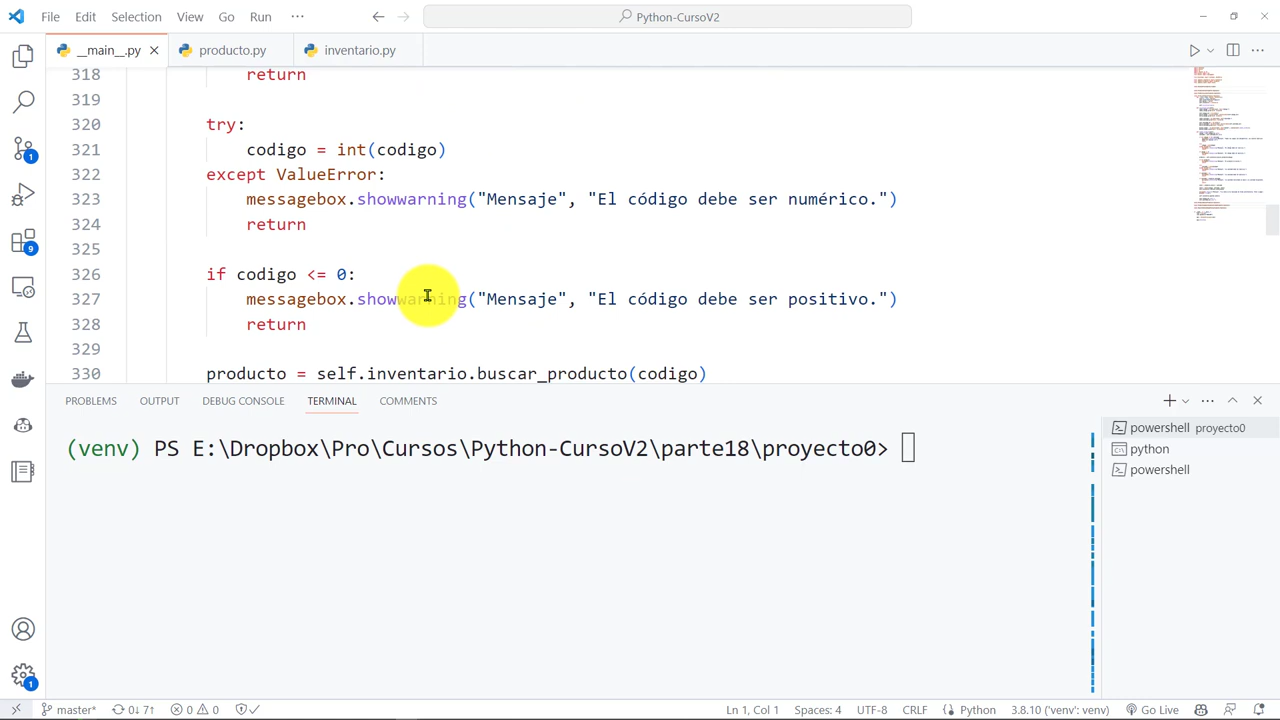 File Edit Selection View Go Run ··· Python-CursoV2
__main__.py producto.py inventario.py
318 return
319
320 try:
321 codigo = int(codigo)
322 except ValueError:
323 messagebox.showwarning("Mensaje", "El código debe ser numérico.")
324 return
325
326 if codigo <= 0:
327 messagebox.showwarning("Mensaje", "El código debe ser positivo.")
328 return
329
330 producto = self.inventario.buscar_producto(codigo)
PROBLEMS OUTPUT DEBUG CONSOLE TERMINAL COMMENTS
(venv) PS E:\Dropbox\Pro\Cursos\Python-CursoV2\parte18\proyecto0>
powershell proyecto0
python
powershell
1
9
1
master* 0↓ 7↑ 0 0 Ln 1, Col 1 Spaces: 4 UTF-8 CRLF Python 3.8.10 ('venv': venv) Go Live